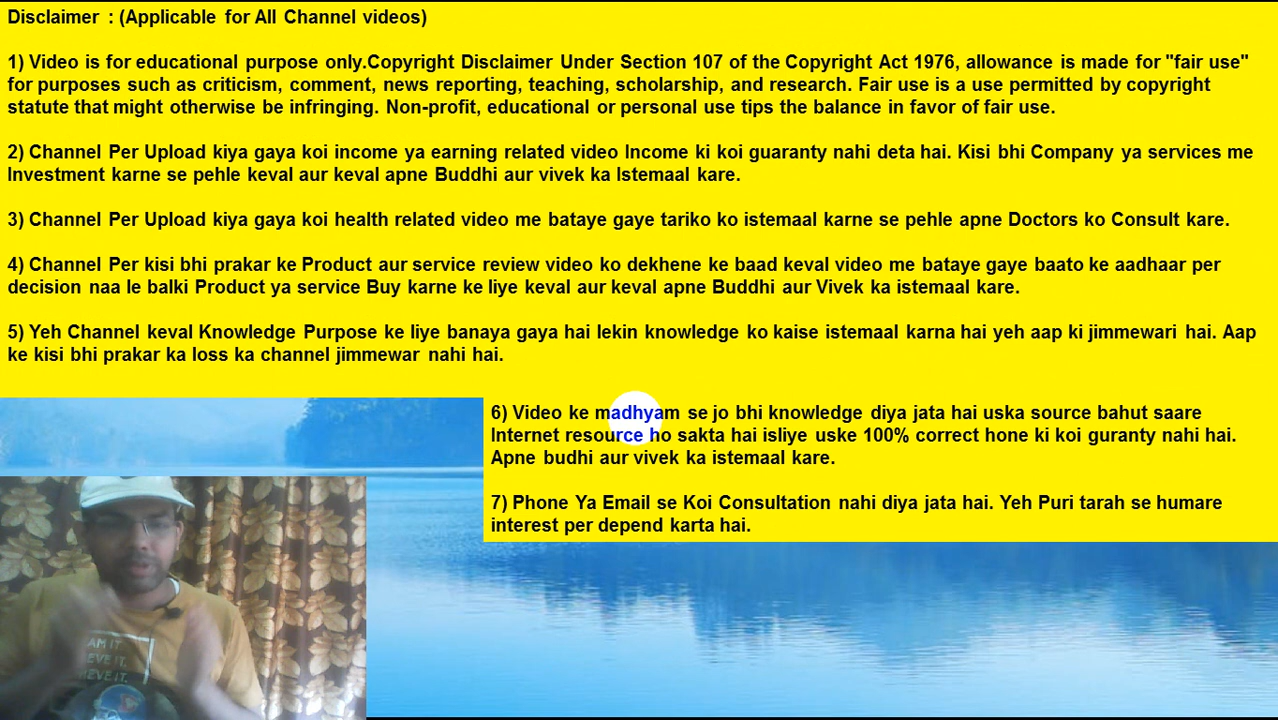 Disclaimer : (Applicable for All Channel videos)
1) Video is for educational purpose only.Copyright Disclaimer Under Section 107 of the Copyright Act 1976, allowance is made for "fair use"
for purposes such as criticism, comment, news reporting, teaching, scholarship, and research. Fair use is a use permitted by copyright
statute that might otherwise be infringing. Non-profit, educational or personal use tips the balance in favor of fair use.
2) Channel Per Upload kiya gaya koi income ya earning related video Income ki koi guaranty nahi deta hai. Kisi bhi Company ya services me
Investment karne se pehle keval aur keval apne Buddhi aur vivek ka Istemaal kare.
3) Channel Per Upload kiya gaya koi health related video me bataye gaye tariko ko istemaal karne se pehle apne Doctors ko Consult kare.
4) Channel Per kisi bhi prakar ke Product aur service review video ko dekhene ke baad keval video me bataye gaye baato ke aadhaar per
decision naa le balki Product ya service Buy karne ke liye keval aur keval apne Buddhi aur Vivek ka istemaal kare.
5) Yeh Channel keval Knowledge Purpose ke liye banaya gaya hai lekin knowledge ko kaise istemaal karna hai yeh aap ki jimmewari hai. Aap
ke kisi bhi prakar ka loss ka channel jimmewar nahi hai.
6) Video ke madhyam se jo bhi knowledge diya jata hai uska source bahut saare
Internet resource ho sakta hai isliye uske 100% correct hone ki koi guranty nahi hai.
Apne budhi aur vivek ka istemaal kare.
7) Phone Ya Email se Koi Consultation nahi diya jata hai. Yeh Puri tarah se humare
interest per depend karta hai.
AM IT
IEVE IT.